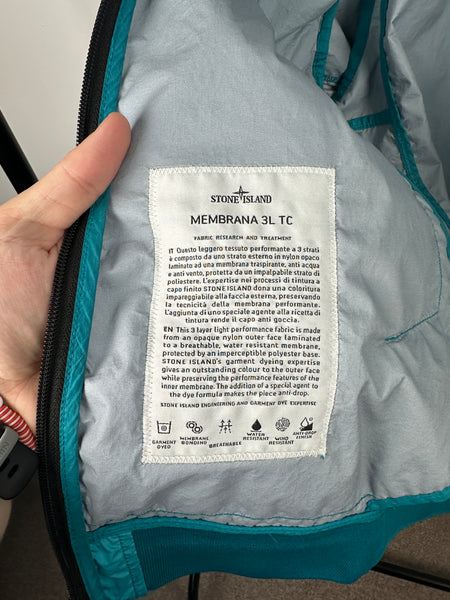 STONE ISLAND
MEMBRANA 3L TC
FABRIC RESEARCH AND TREATMENT
IT Questo leggero tessuto performante a 3 strati
è composto da uno strato esterno in nylon opaco
laminato ad una membrana traspirante, anti acqua
e anti vento, protetta da un impalpabile strato di
poliestere. L'expertise nei processi di tintura a
capo finito STONE ISLAND dona una coloritura
impareggiabile alla faccia esterna, preservando
la tecnicità della membrana performante.
L'aggiunta di uno speciale agente alla ricetta di
tintura rende il capo anti goccia.
EN This 3 layer light performance fabric is made
from an opaque nylon outer face laminated
to a breathable, water resistant membrane,
protected by an imperceptible polyester base.
STONE ISLAND's garment dyeing expertise
gives an outstanding colour to the outer face
while preserving the performance features of the
inner membrane. The addition of a special agent to
the dye formula makes the piece anti-drop.
STONE ISLAND ENGINEERING AND GARMENT DYE EXPERTISE
GARMENT DYED
MEMBRANE BONDING
BREATHABLE
WATER RESISTANT
WIND RESISTANT
ANTI-DROP FINISH